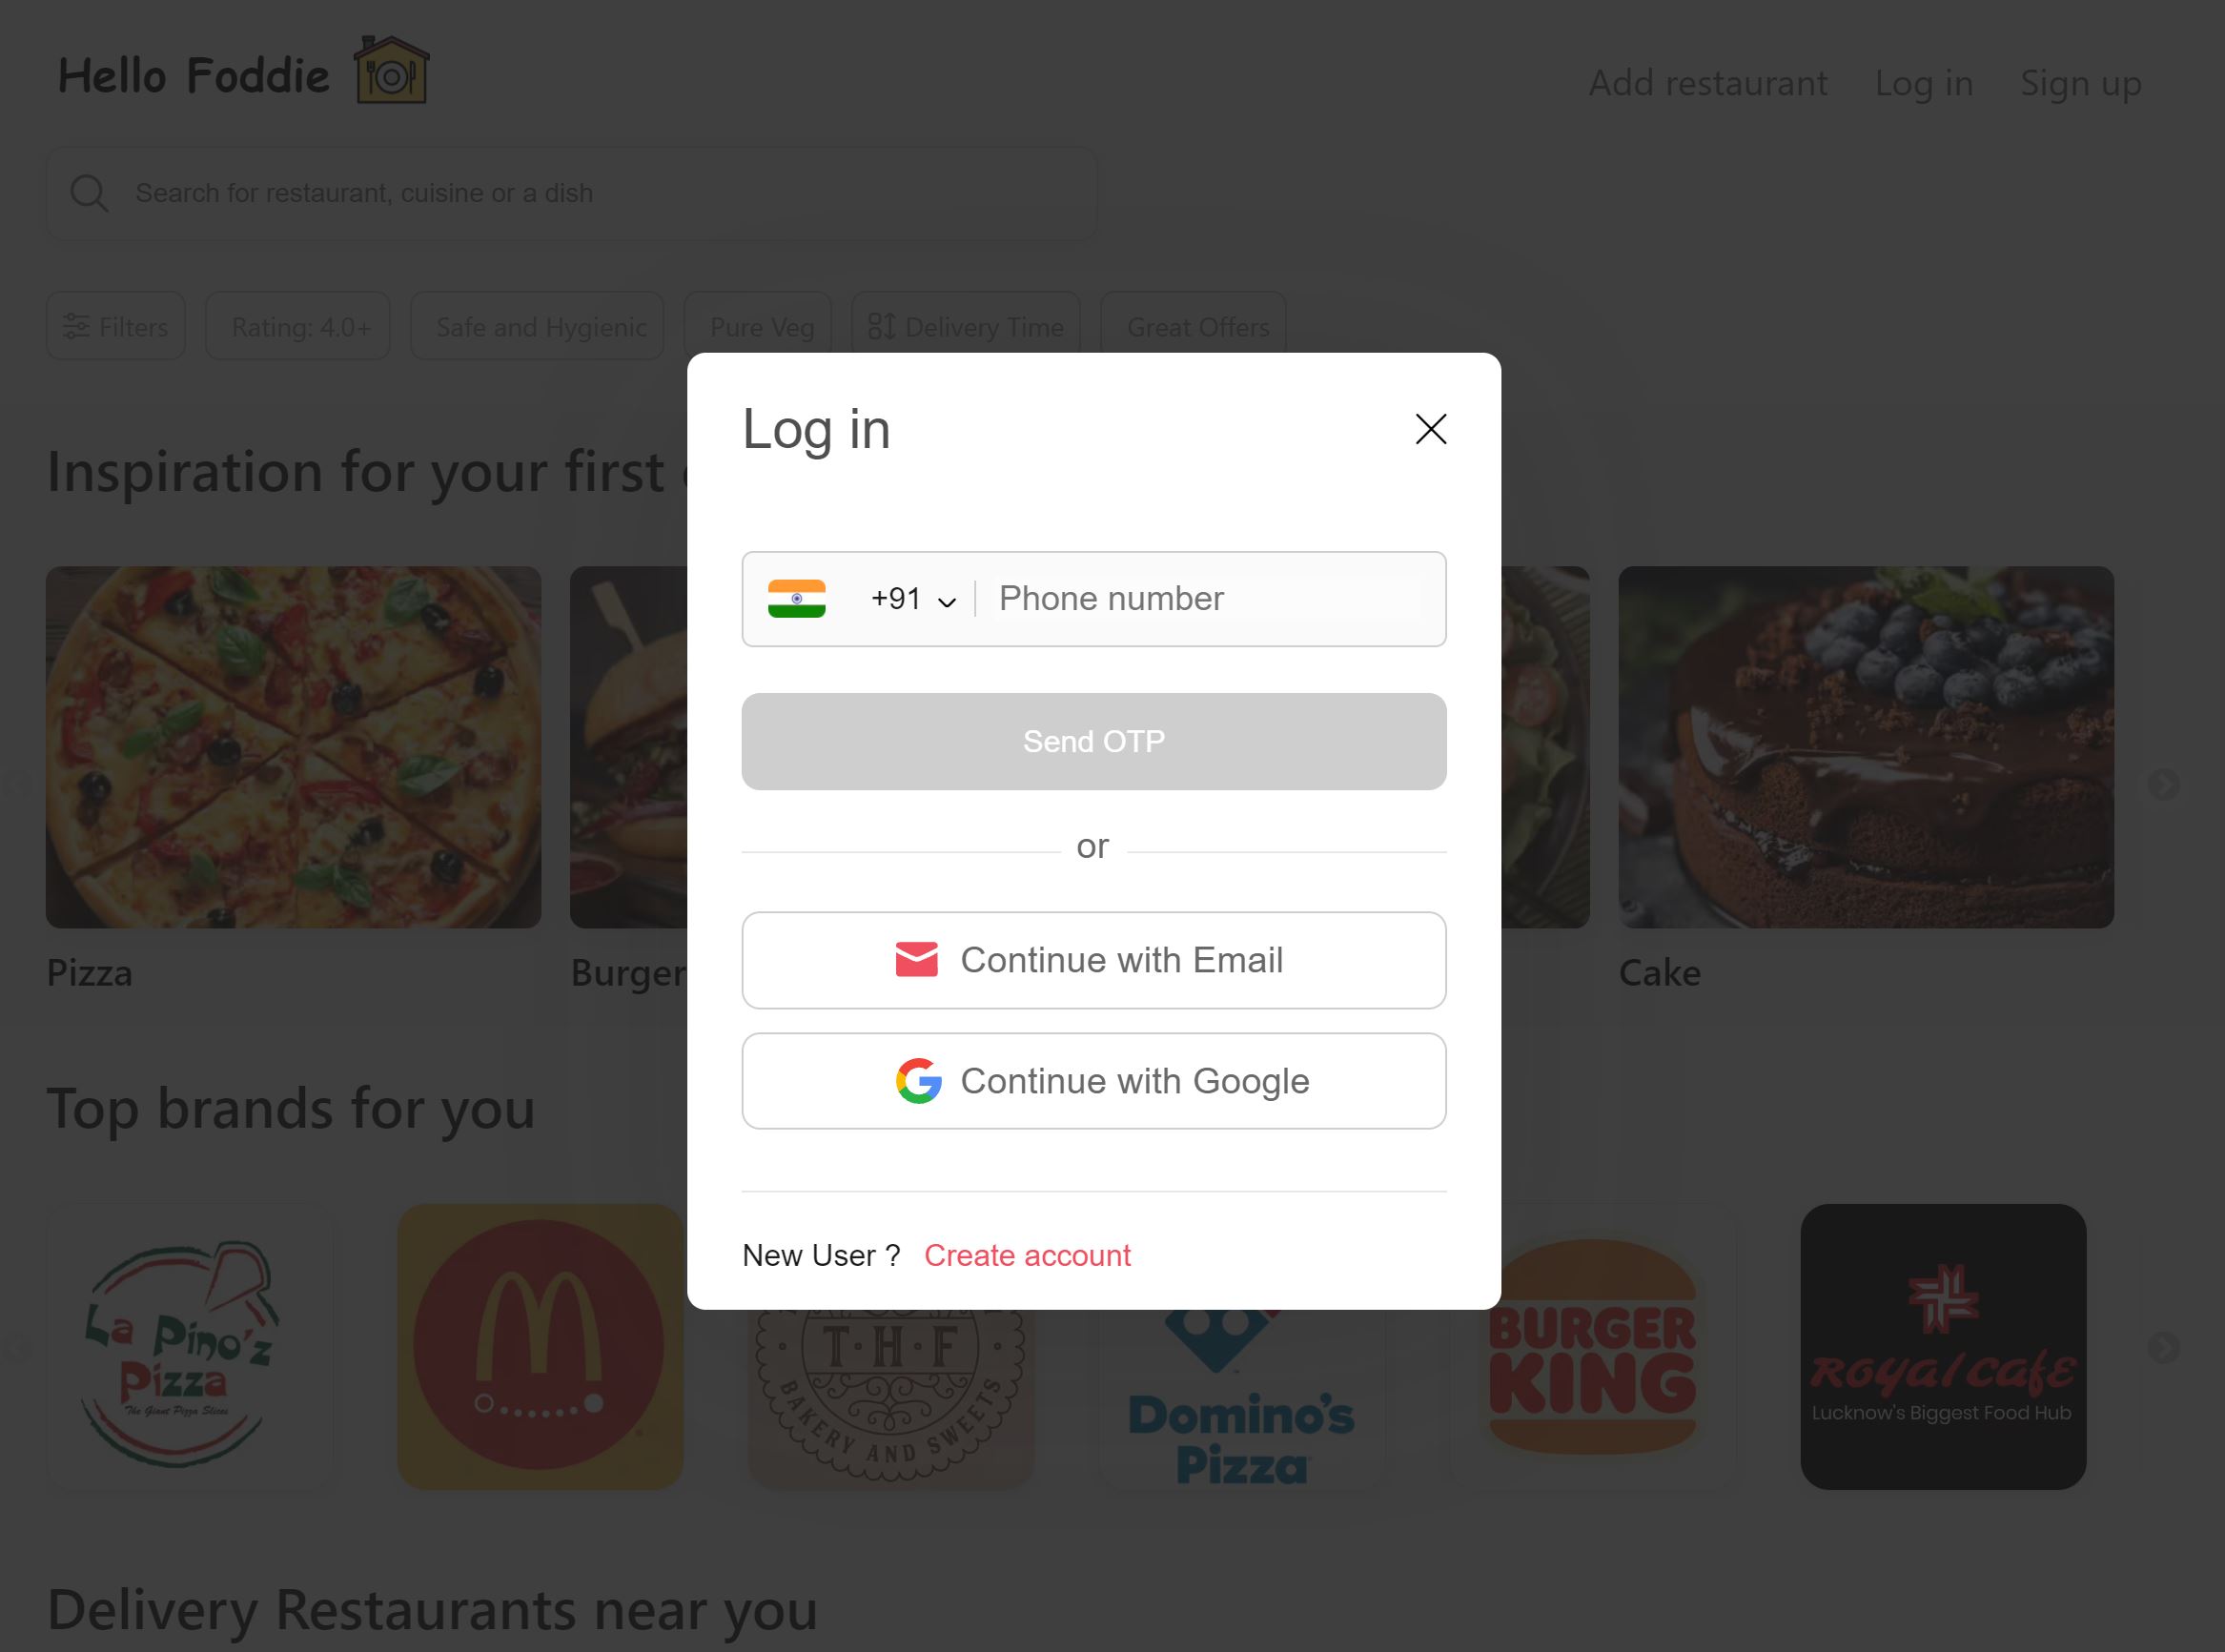 Hello Foddie
Add restaurant Log in Sign up
Search for restaurant, cuisine or a dish
Filters Rating: 4.0+ Safe and Hygienic Pure Veg Delivery Time Great Offers
Inspiration for your first
Log in
+91 Phone number
Send OTP
or
Continue with Email
Continue with Google
New User ? Create account
Pizza Burger Cake
Top brands for you
La Pino'z
Pizza
The Giant Pizza Slices
T·H·F
BAKERY AND SWEETS
Domino's
Pizza
BURGER
KING
Royal Cafe
Lucknow's Biggest Food Hub
Delivery Restaurants near you